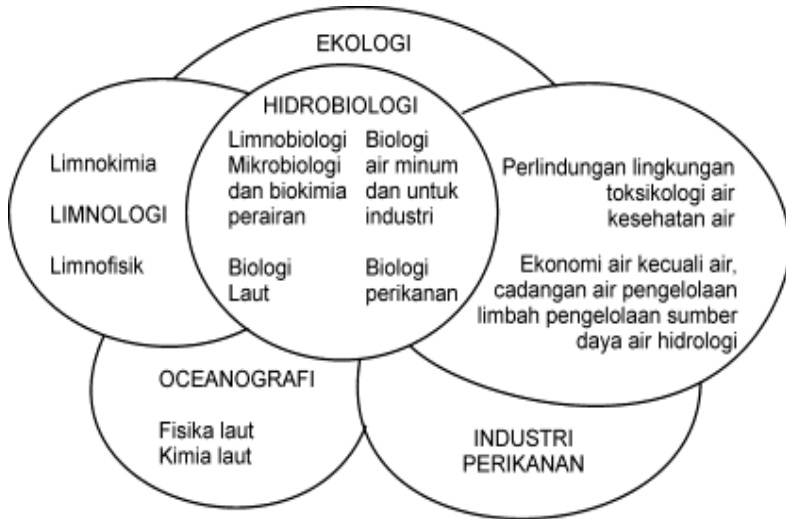 EKOLOGI
HIDROBIOLOGI
Limnobiologi
Mikrobiologi
dan biokimia
perairan
Biologi
air minum
dan untuk
industri
Biologi
Laut
Biologi
perikanan
Limnokimia
LIMNOLOGI
Limnofisik
Perlindungan lingkungan
toksikologi air
kesehatan air
Ekonomi air kecuali air,
cadangan air pengelolaan
limbah pengelolaan sumber
daya air hidrologi
OCEANOGRAFI
Fisika laut
Kimia laut
INDUSTRI
PERIKANAN